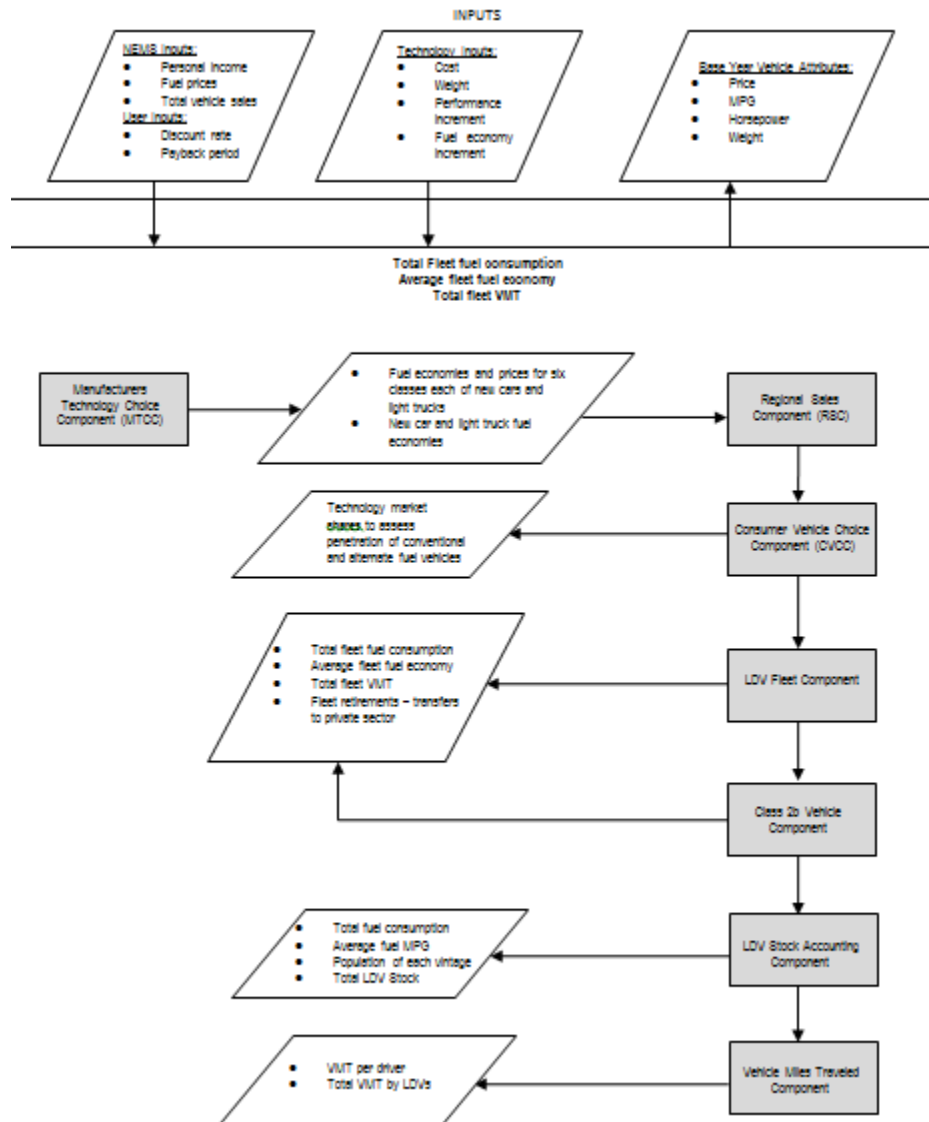 INPUTS
NEMS Inputs:
● Personal Income
● Fuel prices
● Total vehicle sales
User Inputs:
● Discount rate
● Payback period
Technology Inputs:
● Cost
● Weight
● Performance
Increment
● Fuel economy
Increment
Base Year Vehicle Attributes:
● Price
● MPG
● Horsepower
● Weight
Total Fleet fuel consumption
Average fleet fuel economy
Total fleet VMT
Manufacturers
Technology Choice
Component (MTCC)
● Fuel economies and prices for six
classes each of new cars and
light trucks
● New car and light truck fuel
economies
Regional Sales
Component (RSC)
Technology market
shares, to assess
penetration of conventional
and alternate fuel vehicles
Consumer Vehicle Choice
Component (CVCC)
● Total fleet fuel consumption
● Average fleet fuel economy
● Total fleet VMT
● Fleet retirements – transfers
to private sector
LDV Fleet Component
Class 2b Vehicle
Component
● Total fuel consumption
● Average fuel MPG
● Population of each vintage
● Total LDV Stock
LDV Stock Accounting
Component
● VMT per driver
● Total VMT by LDVs
Vehicle Miles Traveled
Component